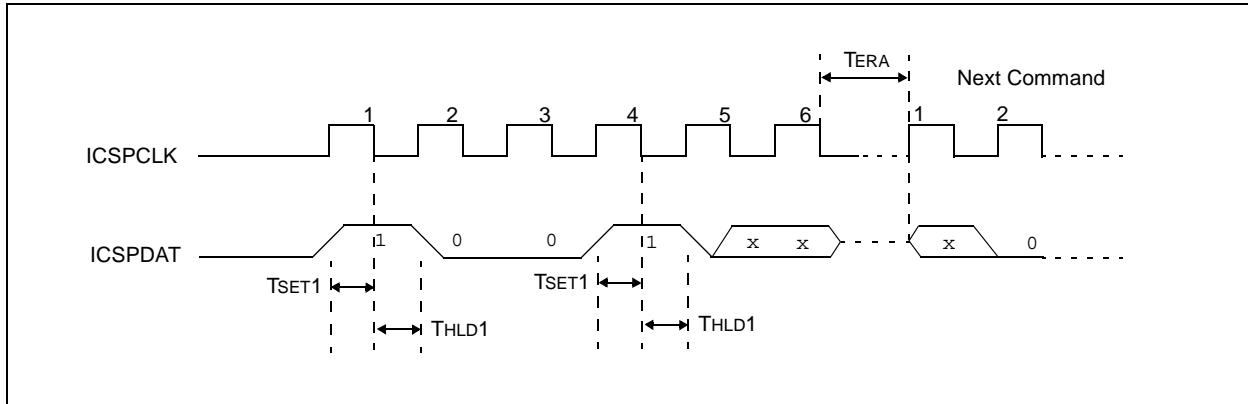 TERA
Next Command
1 2 3 4 5 6 1 2
ICSPCLK
ICSPDAT
1 0 0 1 x x x 0
TSET1 TSET1
THLD1 THLD1